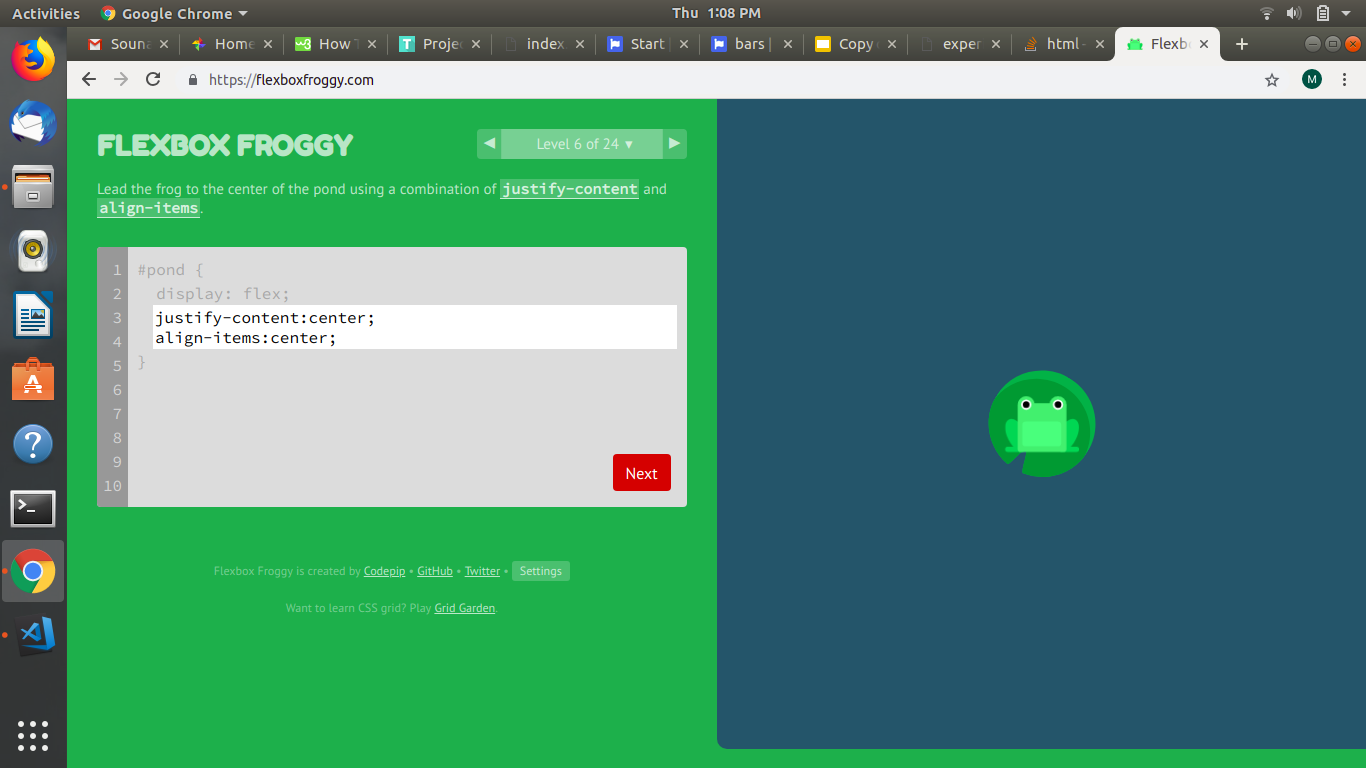 Activities Google Chrome ▾ Thu 1:08 PM
Souna Home How T Projec index Start | bars | Copy exper html - Flexbo
https://flexboxfroggy.com M
FLEXBOX FROGGY
◀ Level 6 of 24 ▾ ▶
Lead the frog to the center of the pond using a combination of justify-content and
align-items.
1 #pond {
2 display: flex;
3 justify-content:center;
4 align-items:center;
5 }
6
7
8
9
10
Next
Flexbox Froggy is created by Codepip • GitHub • Twitter • Settings
Want to learn CSS grid? Play Grid Garden.